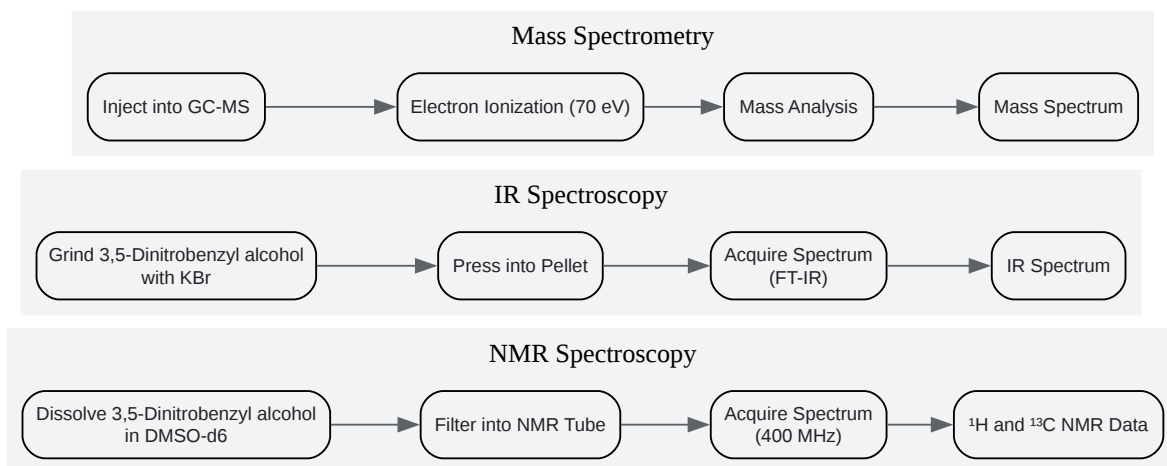 Mass Spectrometry
Inject into GC-MS
Electron Ionization (70 eV)
Mass Analysis
Mass Spectrum
IR Spectroscopy
Grind 3,5-Dinitrobenzyl alcohol
with KBr
Press into Pellet
Acquire Spectrum
(FT-IR)
IR Spectrum
NMR Spectroscopy
Dissolve 3,5-Dinitrobenzyl alcohol
in DMSO-d6
Filter into NMR Tube
Acquire Spectrum
(400 MHz)
¹H and ¹³C NMR Data